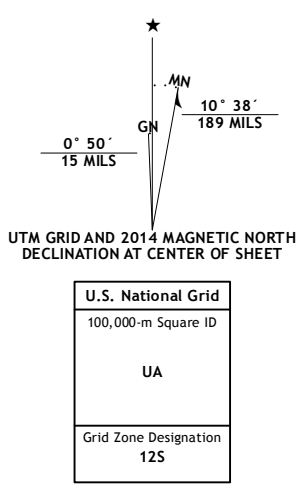 ★
MN
GN
10° 38´
189 MILS
0° 50´
15 MILS
UTM GRID AND 2014 MAGNETIC NORTH
DECLINATION AT CENTER OF SHEET
U.S. National Grid
100,000-m Square ID
UA
Grid Zone Designation
12S